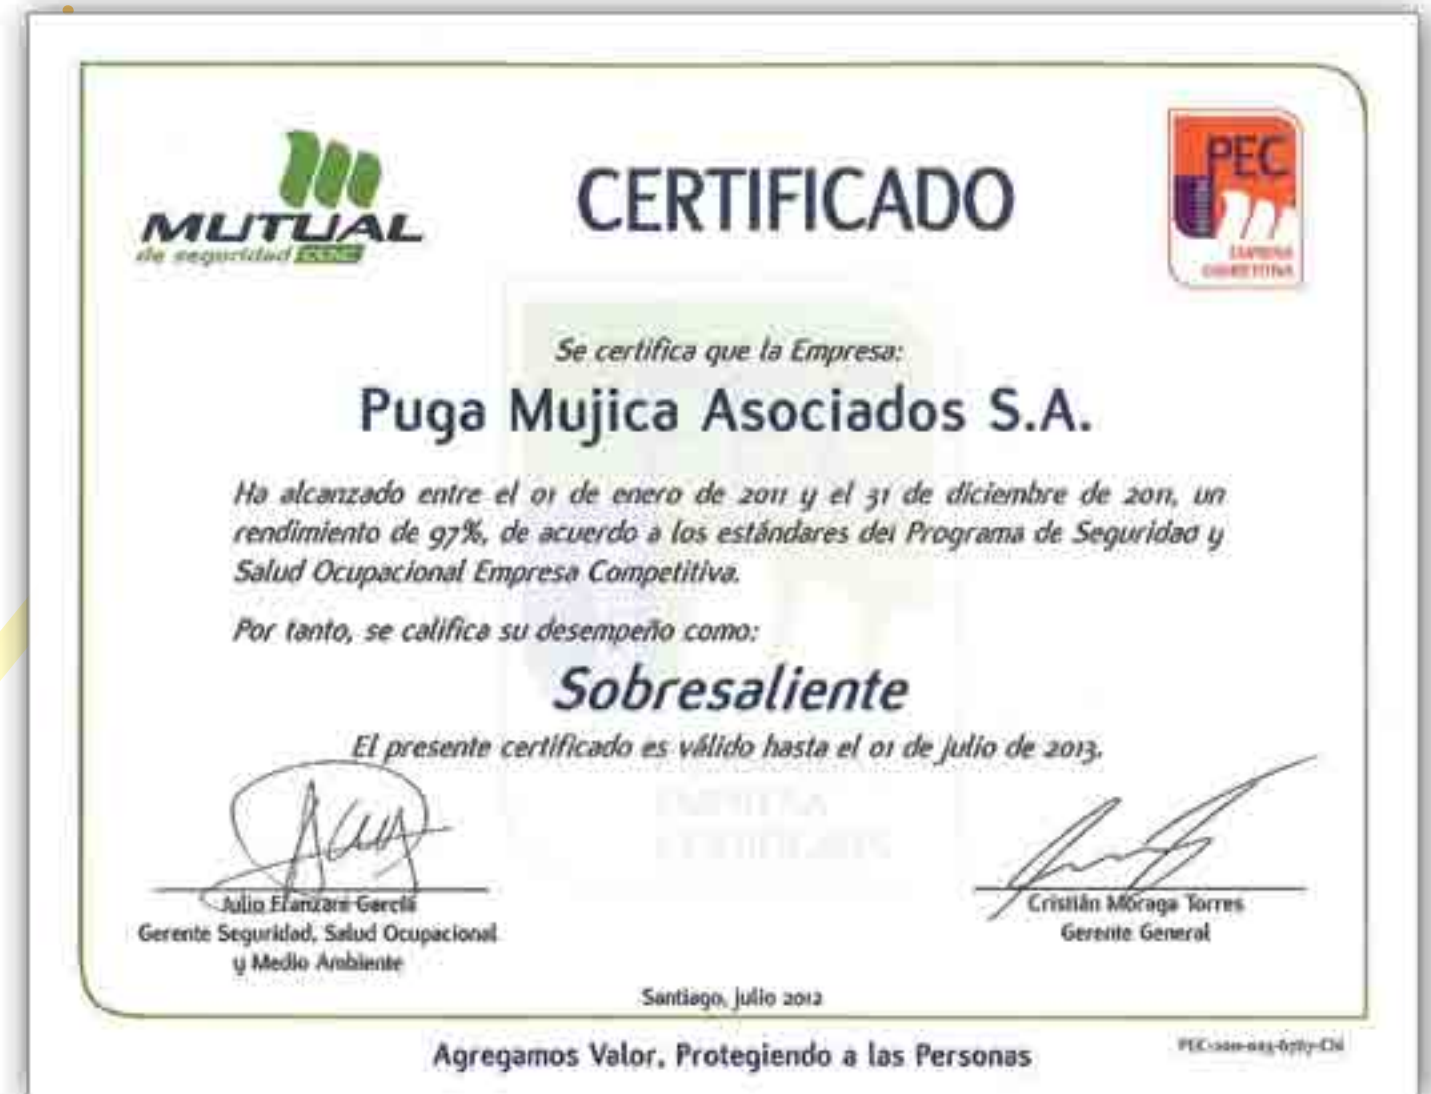 MUTUAL
de seguridad CChC
CERTIFICADO
PEC
EMPRESA
COMPETITIVA
Se certifica que la Empresa:
Puga Mujica Asociados S.A.
Ha alcanzado entre el 01 de enero de 2011 y el 31 de diciembre de 2011, un
rendimiento de 97%, de acuerdo a los estándares del Programa de Seguridad y
Salud Ocupacional Empresa Competitiva.
Por tanto, se califica su desempeño como:
Sobresaliente
El presente certificado es válido hasta el 01 de julio de 2013.
Julio Franzani García
Gerente Seguridad, Salud Ocupacional
y Medio Ambiente
Cristián Moraga Torres
Gerente General
Santiago, julio 2012
Agregamos Valor, Protegiendo a las Personas